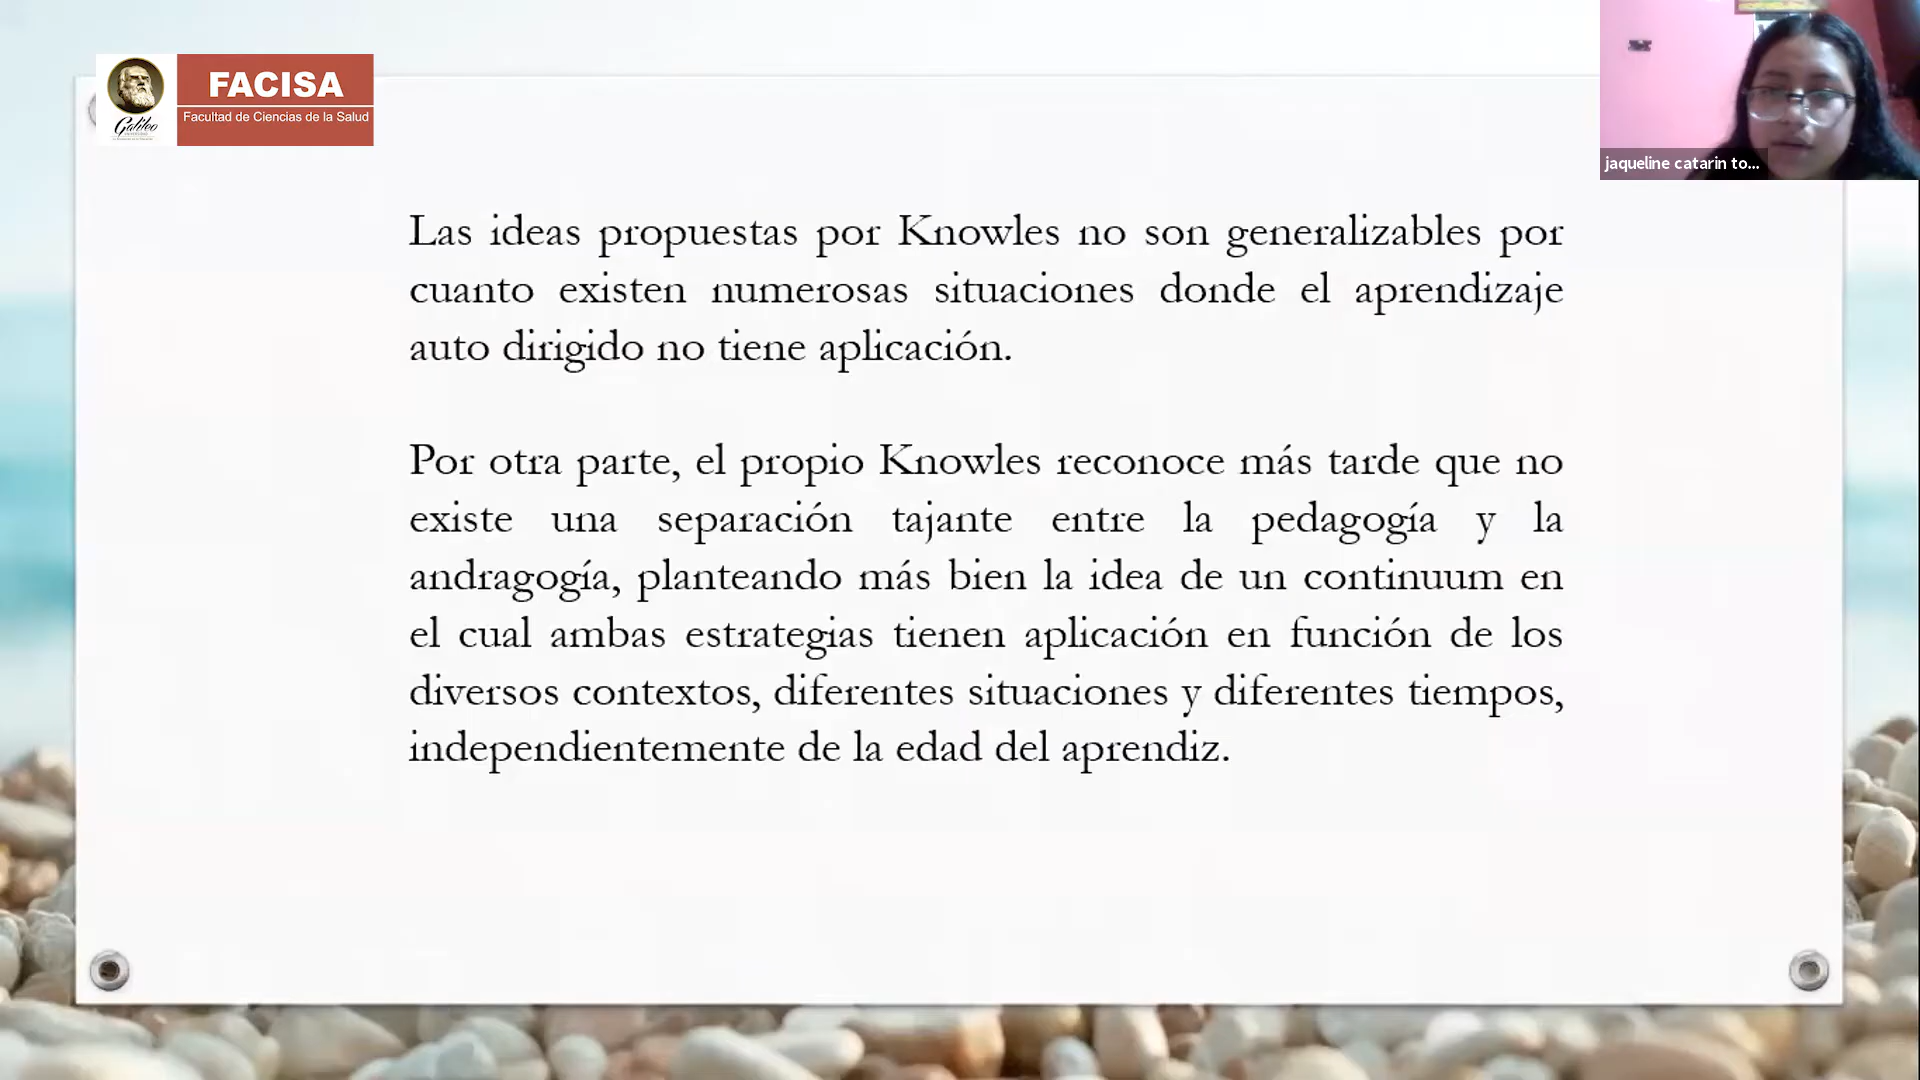 Galileo
FACISA
Facultad de Ciencias de la Salud
jaqueline catarin to...
Las ideas propuestas por Knowles no son generalizables por
cuanto existen numerosas situaciones donde el aprendizaje
auto dirigido no tiene aplicación.
Por otra parte, el propio Knowles reconoce más tarde que no
existe una separación tajante entre la pedagogía y la
andragogía, planteando más bien la idea de un continuum en
el cual ambas estrategias tienen aplicación en función de los
diversos contextos, diferentes situaciones y diferentes tiempos,
independientemente de la edad del aprendiz.